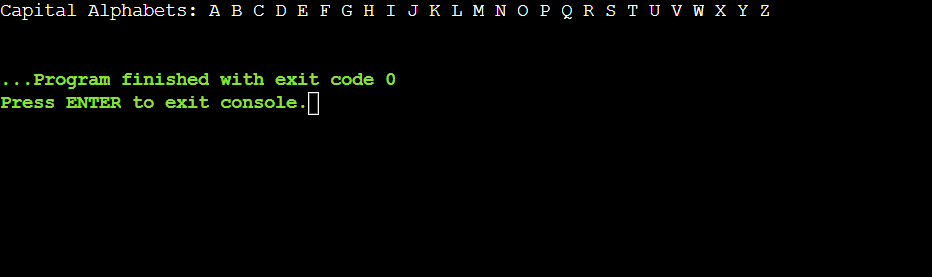 Capital Alphabets: A B C D E F G H I J K L M N O P Q R S T U V W X Y Z
...Program finished with exit code 0
Press ENTER to exit console.